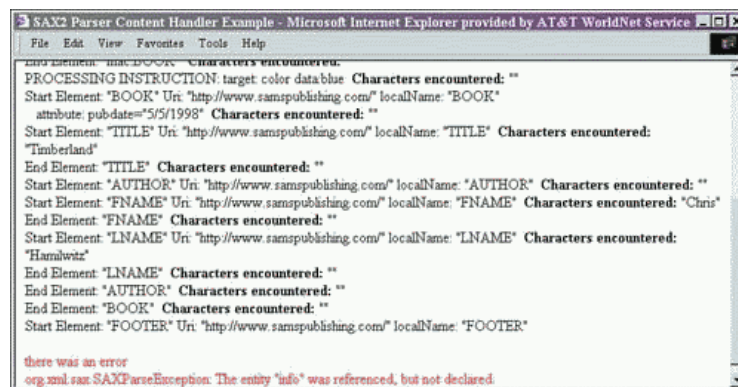 SAX2 Parser Content Handler Example - Microsoft Internet Explorer provided by AT&T WorldNet Service
File Edit View Favorites Tools Help
End Element: "mac:BOOK" Characters encountered: ""
PROCESSING INSTRUCTION: target: color data:blue Characters encountered: ""
Start Element: "BOOK" Uri: "http://www.samspublishing.com/" localName: "BOOK"
attribute: pubdate="5/5/1998" Characters encountered: ""
Start Element: "TITLE" Uri: "http://www.samspublishing.com/" localName: "TITLE" Characters encountered:
"Timberland"
End Element: "TITLE" Characters encountered: ""
Start Element: "AUTHOR" Uri: "http://www.samspublishing.com/" localName: "AUTHOR" Characters encountered: ""
Start Element: "FNAME" Uri: "http://www.samspublishing.com/" localName: "FNAME" Characters encountered: "Chris"
End Element: "FNAME" Characters encountered: ""
Start Element: "LNAME" Uri: "http://www.samspublishing.com/" localName: "LNAME" Characters encountered:
"Hamilwitz"
End Element: "LNAME" Characters encountered: ""
End Element: "AUTHOR" Characters encountered: ""
End Element: "BOOK" Characters encountered: ""
Start Element: "FOOTER" Uri: "http://www.samspublishing.com/" localName: "FOOTER"
there was an error
org.xml.sax.SAXParseException: The entity "info" was referenced, but not declared.